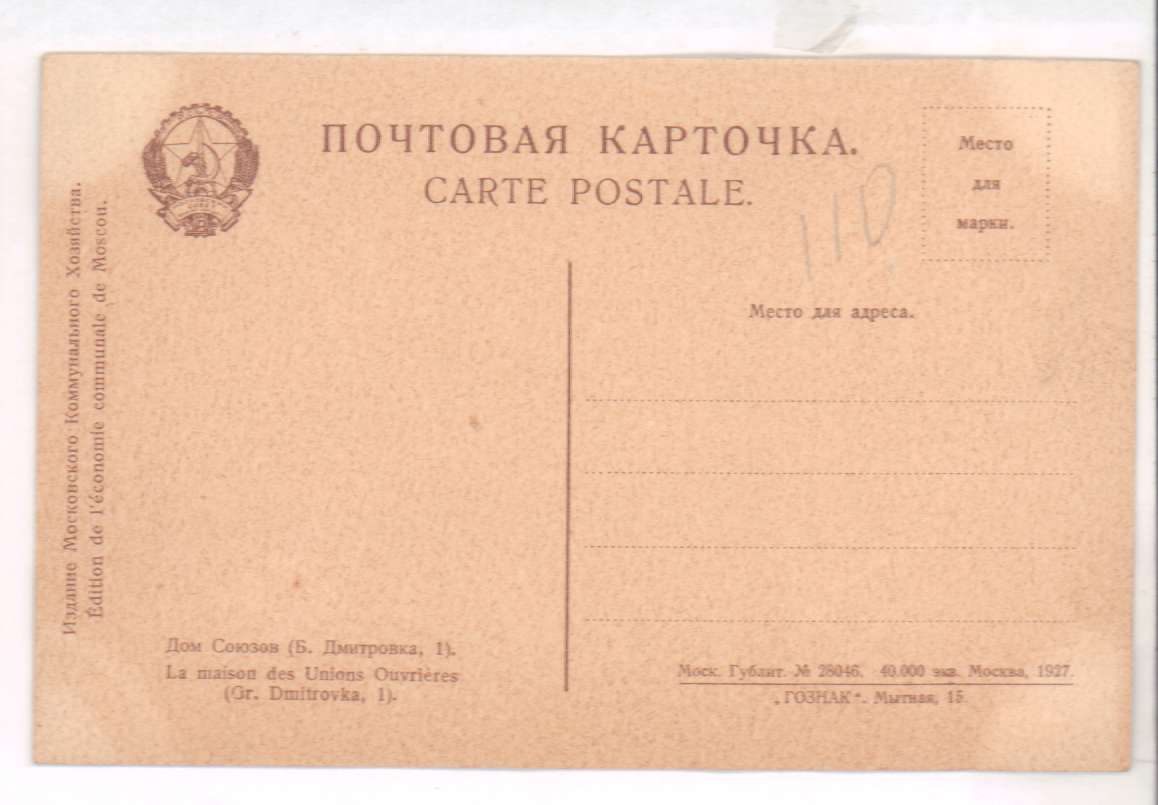 ПОЧТОВАЯ КАРТОЧКА.
CARTE POSTALE.
Место
для
марки.
110
Место для адреса.
Издание Московского Коммунального Хозяйства.
Édition de l'économie communale de Moscou.
Дом Союзов (Б. Дмитровка, 1).
La maison des Unions Ouvrières
(Gr. Dmitrovka, 1).
Моск. Гублит. № 28046. 40.000 экз. Москва, 1927.
„ГОЗНАК“. Мытная, 15